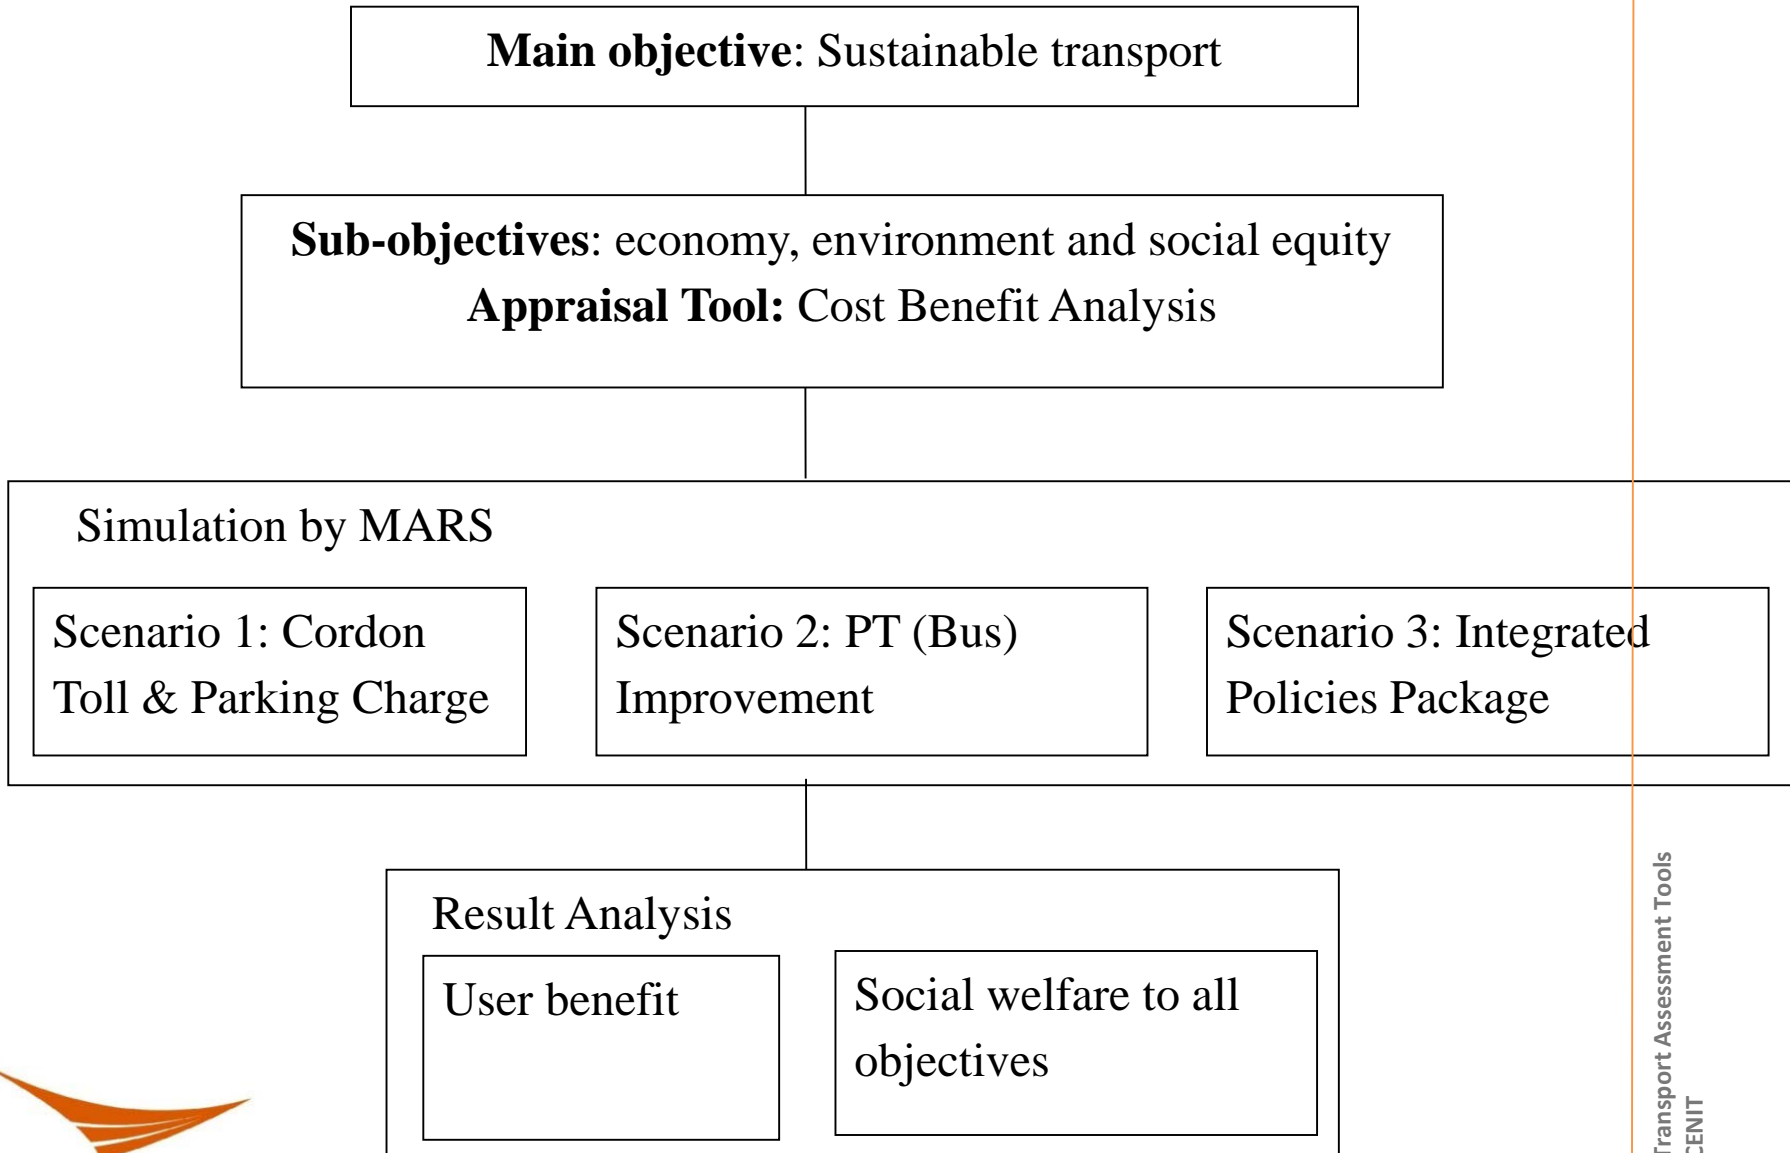 Main objective: Sustainable transport
Sub-objectives: economy, environment and social equity
Appraisal Tool: Cost Benefit Analysis
Simulation by MARS
Scenario 1: Cordon
Toll & Parking Charge
Scenario 2: PT (Bus)
Improvement
Scenario 3: Integrated
Policies Package
Result Analysis
User benefit
Social welfare to all
objectives
Transport Assessment Tools
CENIT